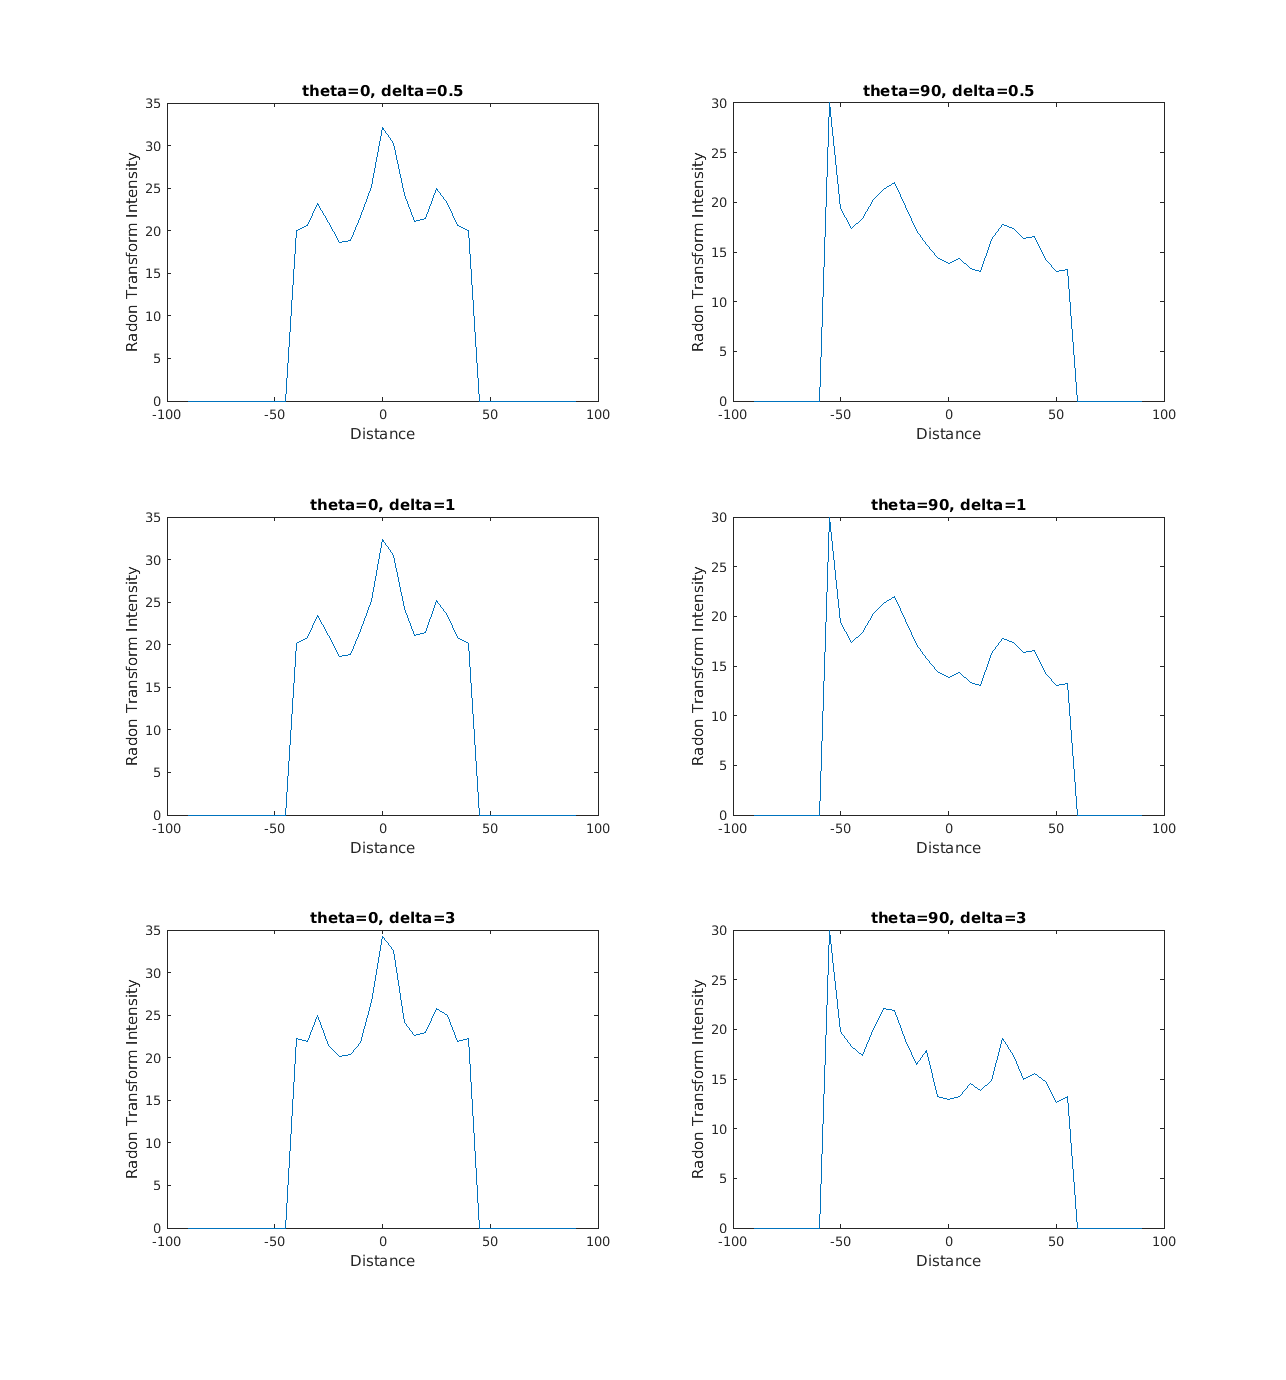 theta=0, delta=0.5
35
30
25
20
15
10
5
0
-100 -50 0 50 100
Distance
Radon Transform Intensity
theta=90, delta=0.5
30
25
20
15
10
5
0
-100 -50 0 50 100
Distance
Radon Transform Intensity
theta=0, delta=1
35
30
25
20
15
10
5
0
-100 -50 0 50 100
Distance
Radon Transform Intensity
theta=90, delta=1
30
25
20
15
10
5
0
-100 -50 0 50 100
Distance
Radon Transform Intensity
theta=0, delta=3
35
30
25
20
15
10
5
0
-100 -50 0 50 100
Distance
Radon Transform Intensity
theta=90, delta=3
30
25
20
15
10
5
0
-100 -50 0 50 100
Distance
Radon Transform Intensity